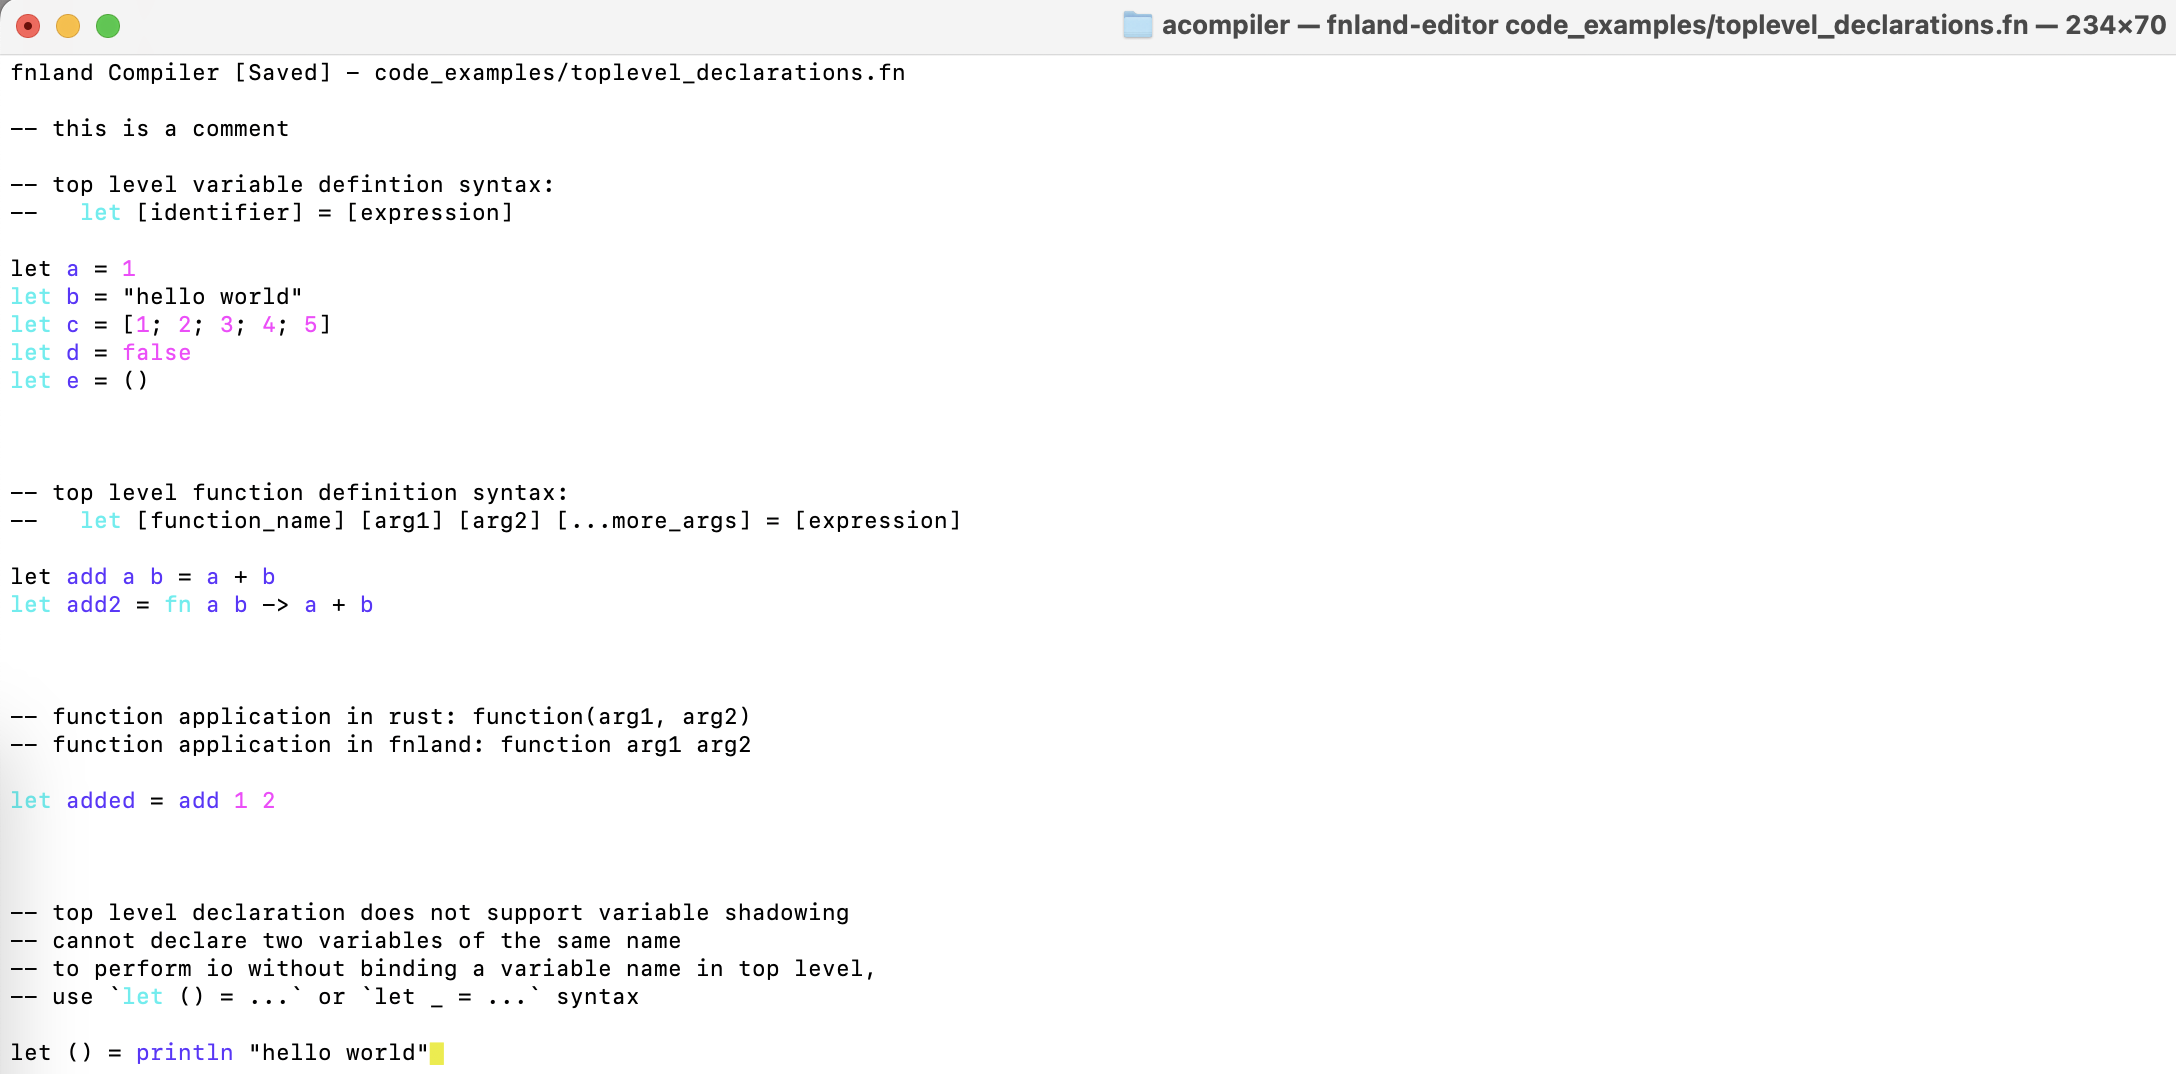 acompiler — fnland-editor code_examples/toplevel_declarations.fn — 234×70
fnland Compiler [Saved] - code_examples/toplevel_declarations.fn
-- this is a comment
-- top level variable defintion syntax:
--   let [identifier] = [expression]
let a = 1
let b = "hello world"
let c = [1; 2; 3; 4; 5]
let d = false
let e = ()
-- top level function definition syntax:
--   let [function_name] [arg1] [arg2] [...more_args] = [expression]
let add a b = a + b
let add2 = fn a b -> a + b
-- function application in rust: function(arg1, arg2)
-- function application in fnland: function arg1 arg2
let added = add 1 2
-- top level declaration does not support variable shadowing
-- cannot declare two variables of the same name
-- to perform io without binding a variable name in top level,
-- use `let () = ...` or `let _ = ...` syntax
let () = println "hello world"